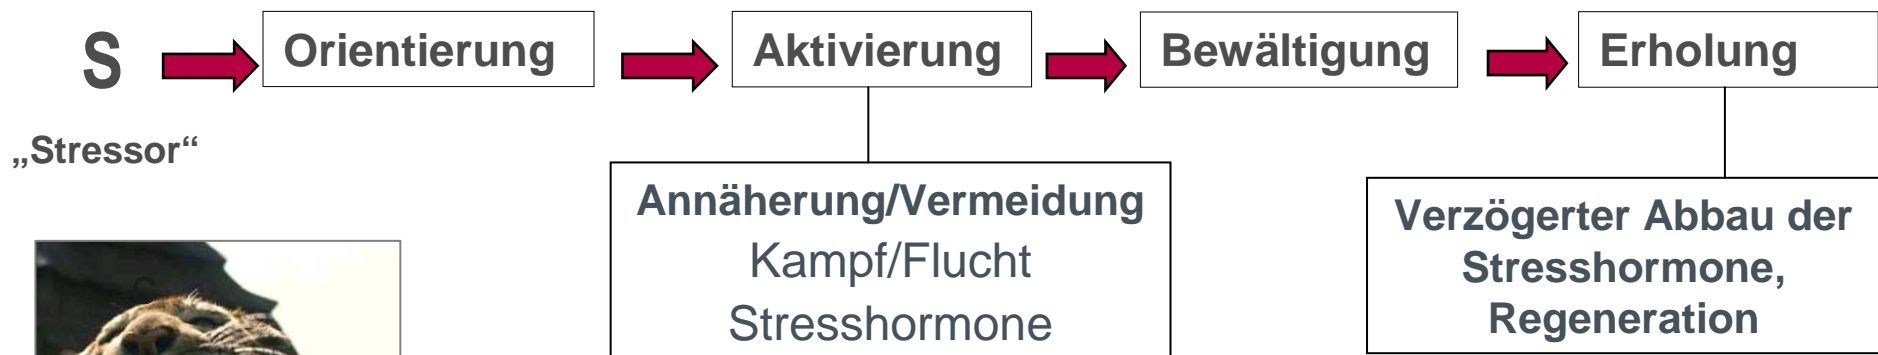 S
Orientierung
Aktivierung
Bewältigung
Erholung
„Stressor“
Annäherung/Vermeidung
Kampf/Flucht
Stresshormone
Verzögerter Abbau der
Stresshormone,
Regeneration